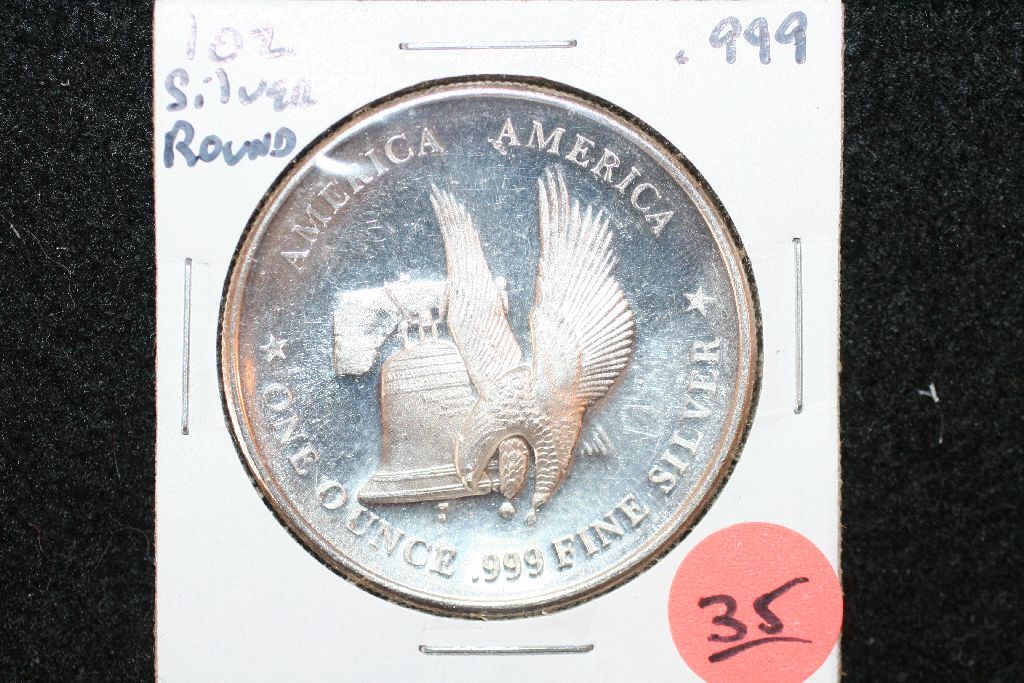 1oz
Silver
Round
.999
AMERICA AMERICA
ONE OUNCE .999 FINE SILVER
35